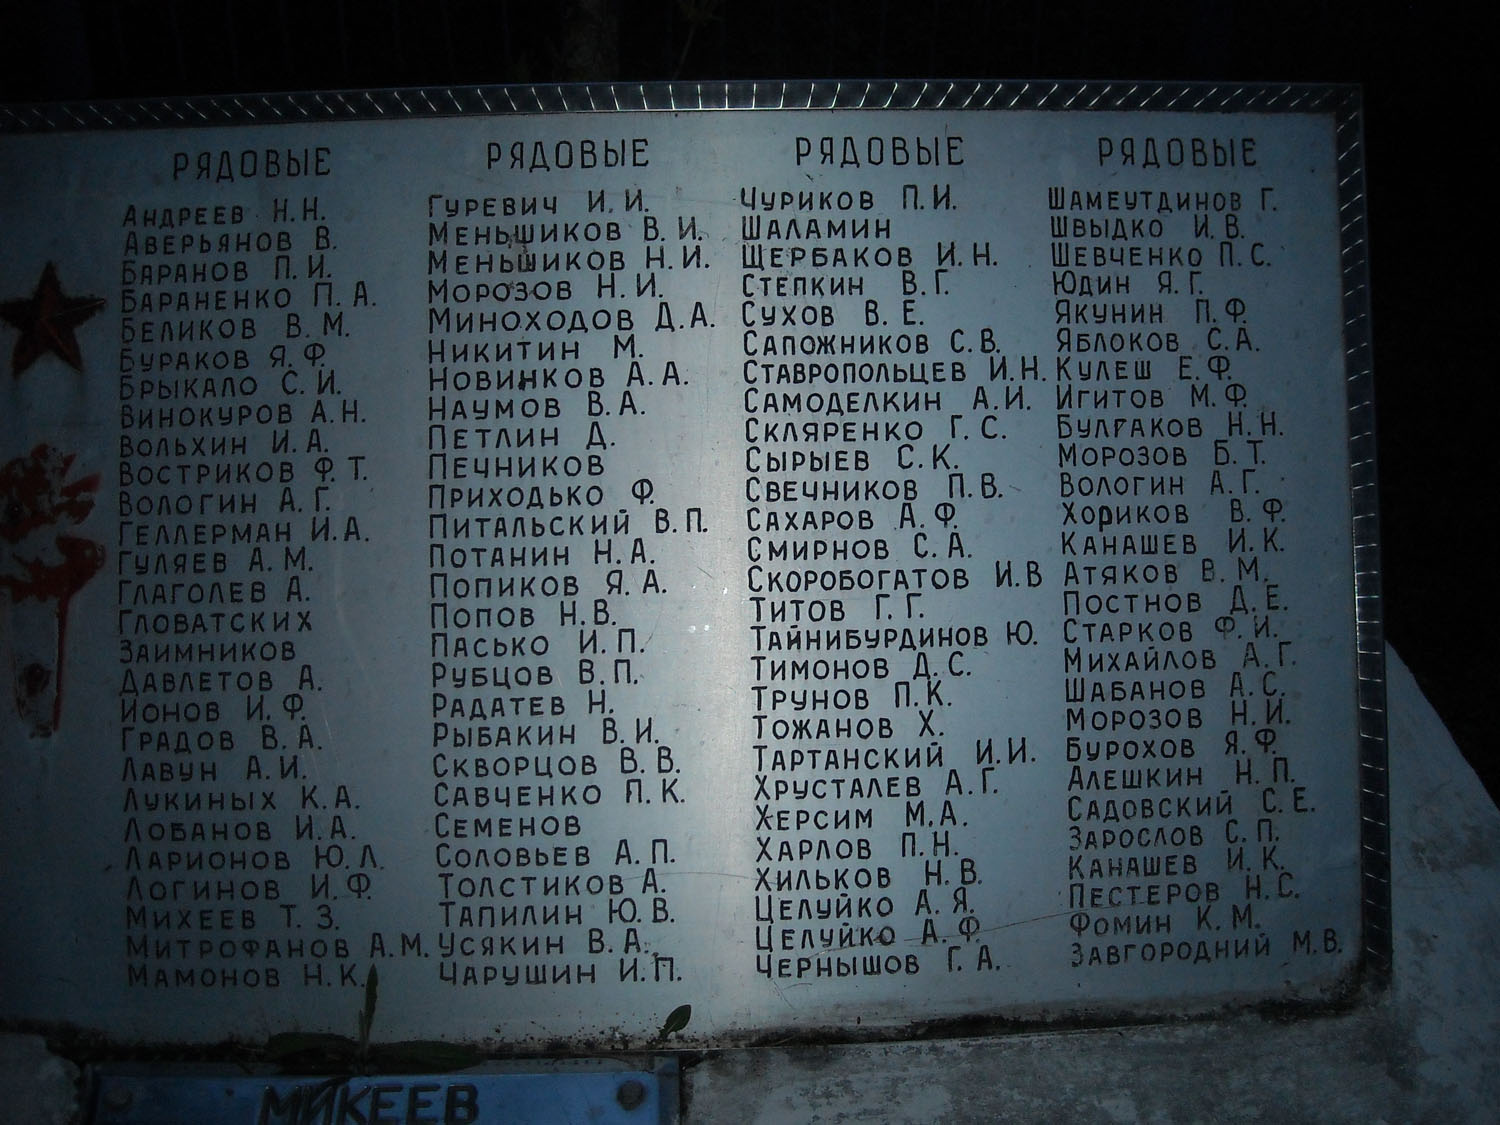 РЯДОВЫЕ
АНДРЕЕВ Н.Н.
АВЕРЬЯНОВ В.
БАРАНОВ П.И.
БАРАНЕНКО П.А.
БЕЛИКОВ В.М.
БУРАКОВ Я.Ф.
БРЫКАЛО С.И.
ВИНОКУРОВ А.Н.
ВОЛЬХИН И.А.
ВОСТРИКОВ Ф.Т.
ВОЛОГИН А.Г.
ГЕЛЛЕРМАН И.А.
ГУЛЯЕВ А.М.
ГЛАГОЛЕВ А.
ГЛОВАТСКИХ
ЗАИМНИКОВ
ДАВЛЕТОВ А.
ИОНОВ И.Ф.
ГРАДОВ В.А.
ЛАВУН А.И.
ЛУКИНЫХ К.А.
ЛОБАНОВ И.А.
ЛАРИОНОВ Ю.Л.
ЛОГИНОВ И.Ф.
МИХЕЕВ Т.З.
МИТРОФАНОВ А.М.
МАМОНОВ Н.К.
РЯДОВЫЕ
ГУРЕВИЧ И.И.
МЕНЬШИКОВ В.И.
МЕНЬШИКОВ Н.И.
МОРОЗОВ Н.И.
МИНОХОДОВ Д.А.
НИКИТИН М.
НОВИНКОВ А.А.
НАУМОВ В.А.
ПЕТЛИН Д.
ПЕЧНИКОВ
ПРИХОДЬКО Ф.
ПИТАЛЬСКИЙ В.П.
ПОТАНИН Н.А.
ПОПИКОВ Я.А.
ПОПОВ Н.В.
ПАСЬКО И.П.
РУБЦОВ В.П.
РАДАТЕВ Н.
РЫБАКИН В.И.
СКВОРЦОВ В.В.
САВЧЕНКО П.К.
СЕМЕНОВ
СОЛОВЬЕВ А.П.
ТОЛСТИКОВ А.
ТАПИЛИН Ю.В.
УСЯКИН В.А.
ЧАРУШИН И.П.
РЯДОВЫЕ
ЧУРИКОВ П.И.
ШАЛАМИН
ЩЕРБАКОВ И.Н.
СТЕПКИН В.Г.
СУХОВ В.Е.
САПОЖНИКОВ С.В.
СТАВРОПОЛЬЦЕВ И.Н.
САМОДЕЛКИН А.И.
СКЛЯРЕНКО Г.С.
СЫРЫЕВ С.К.
СВЕЧНИКОВ П.В.
САХАРОВ А.Ф.
СМИРНОВ С.А.
СКОРОБОГАТОВ И.В
ТИТОВ Г.Г.
ТАЙНИБУРДИНОВ Ю.
ТИМОНОВ Д.С.
ТРУНОВ П.К.
ТОЖАНОВ Х.
ТАРТАНСКИЙ И.И.
ХРУСТАЛЕВ А.Г.
ХЕРСИМ М.А.
ХАРЛОВ П.Н.
ХИЛЬКОВ Н.В.
ЦЕЛУЙКО А.Я.
ЦЕЛУЙКО А.Ф.
ЧЕРНЫШОВ Г.А.
РЯДОВЫЕ
ШАМЕУТДИНОВ Г.
ШВЫДКО И.В.
ШЕВЧЕНКО П.С.
ЮДИН Я.Г.
ЯКУНИН П.Ф.
ЯБЛОКОВ С.А.
КУЛЕШ Е.Ф.
ИГИТОВ М.Ф.
БУЛГАКОВ Н.Н.
МОРОЗОВ Б.Т.
ВОЛОГИН А.Г.
ХОРИКОВ В.Ф.
КАНАШЕВ И.К.
АТЯКОВ В.М.
ПОСТНОВ Д.Е.
СТАРКОВ Ф.И.
МИХАЙЛОВ А.Г.
ШАБАНОВ А.С.
МОРОЗОВ Н.И.
БУРОХОВ Я.Ф.
АЛЕШКИН Н.П.
САДОВСКИЙ С.Е.
ЗАРОСЛОВ С.П.
КАНАШЕВ И.К.
ПЕСТЕРОВ Н.С.
ФОМИН К.М.
ЗАВГОРОДНИЙ М.В.
МИКЕЕВ